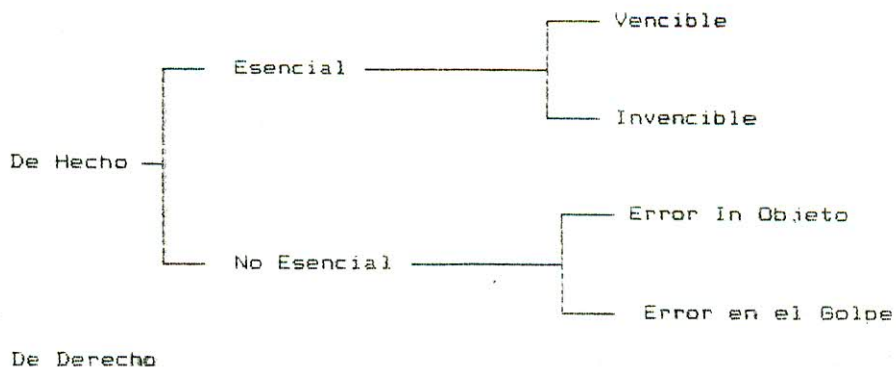 Vencible
Esencial
Invencible
De Hecho
Error In Objeto
No Esencial
Error en el Golpe
De Derecho